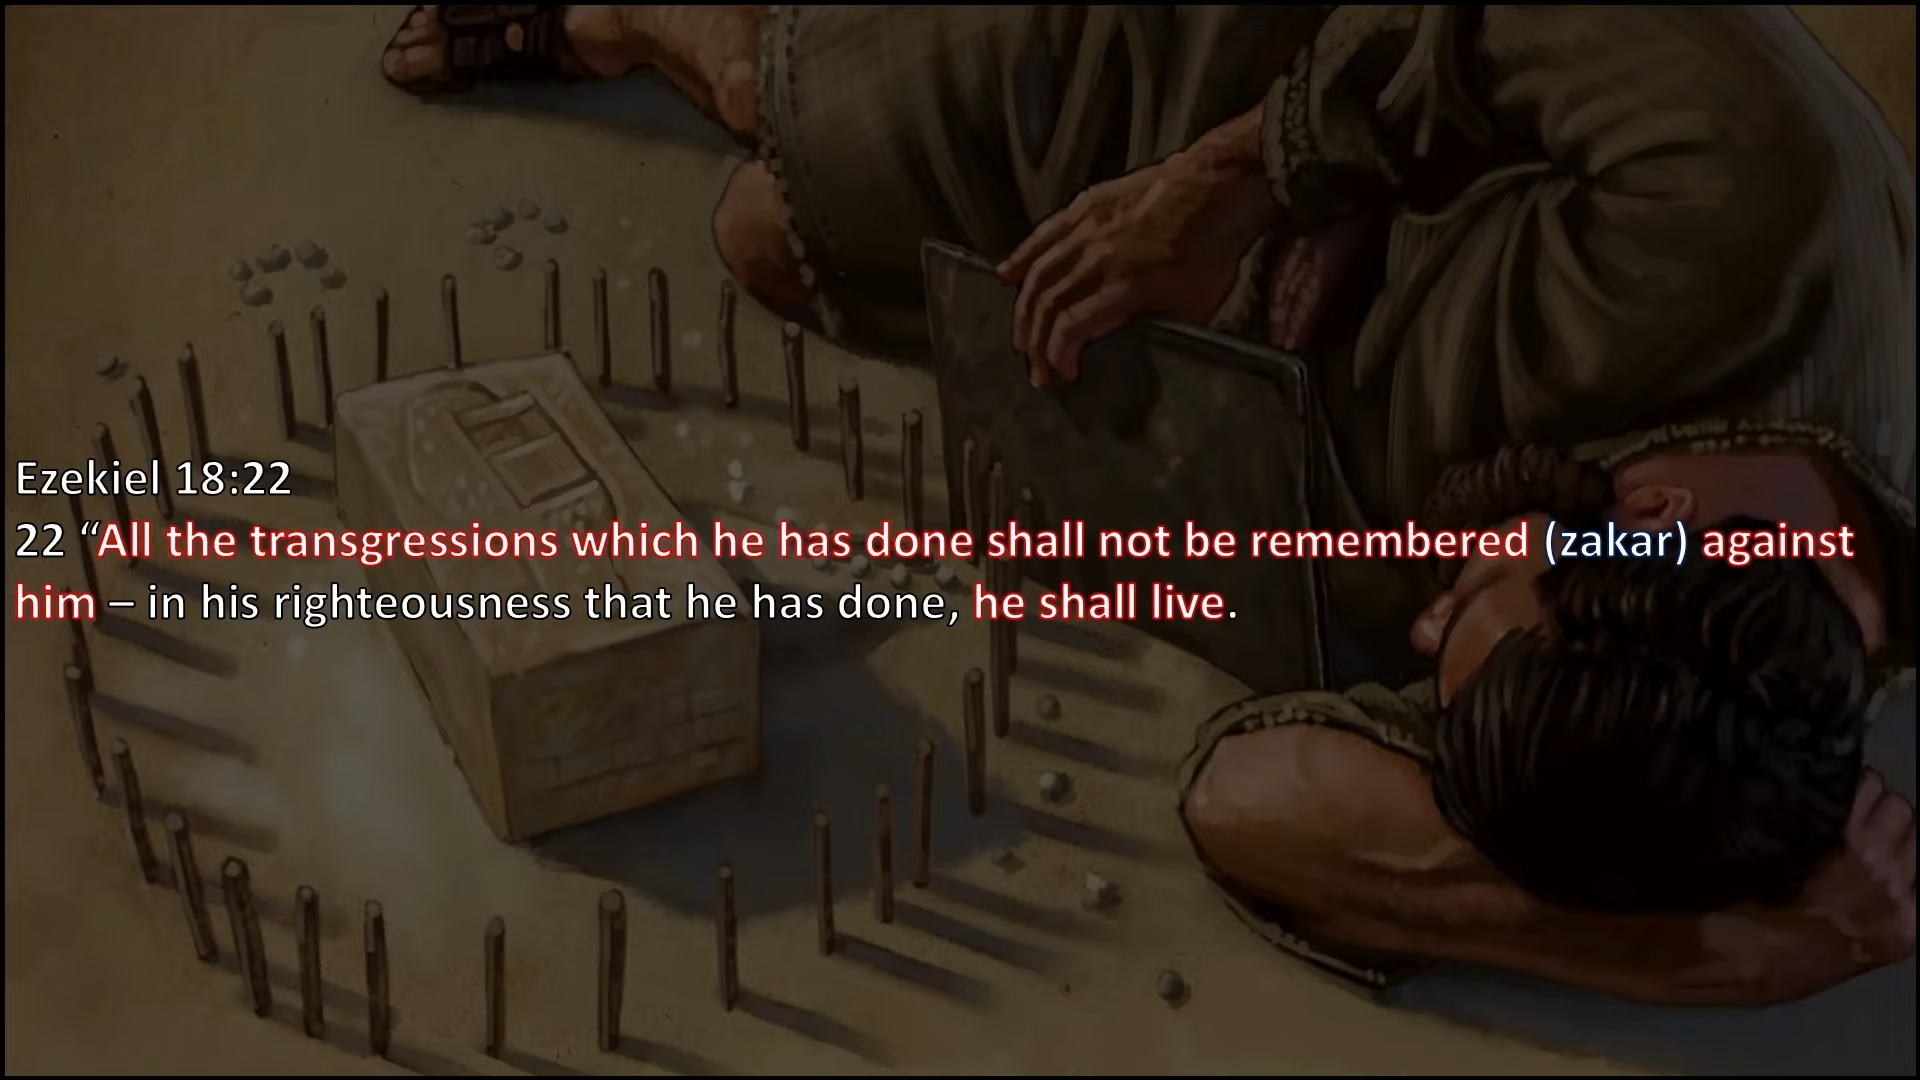 Ezekiel 18:22
22 “All the transgressions which he has done shall not be remembered (zakar) against
him – in his righteousness that he has done, he shall live.